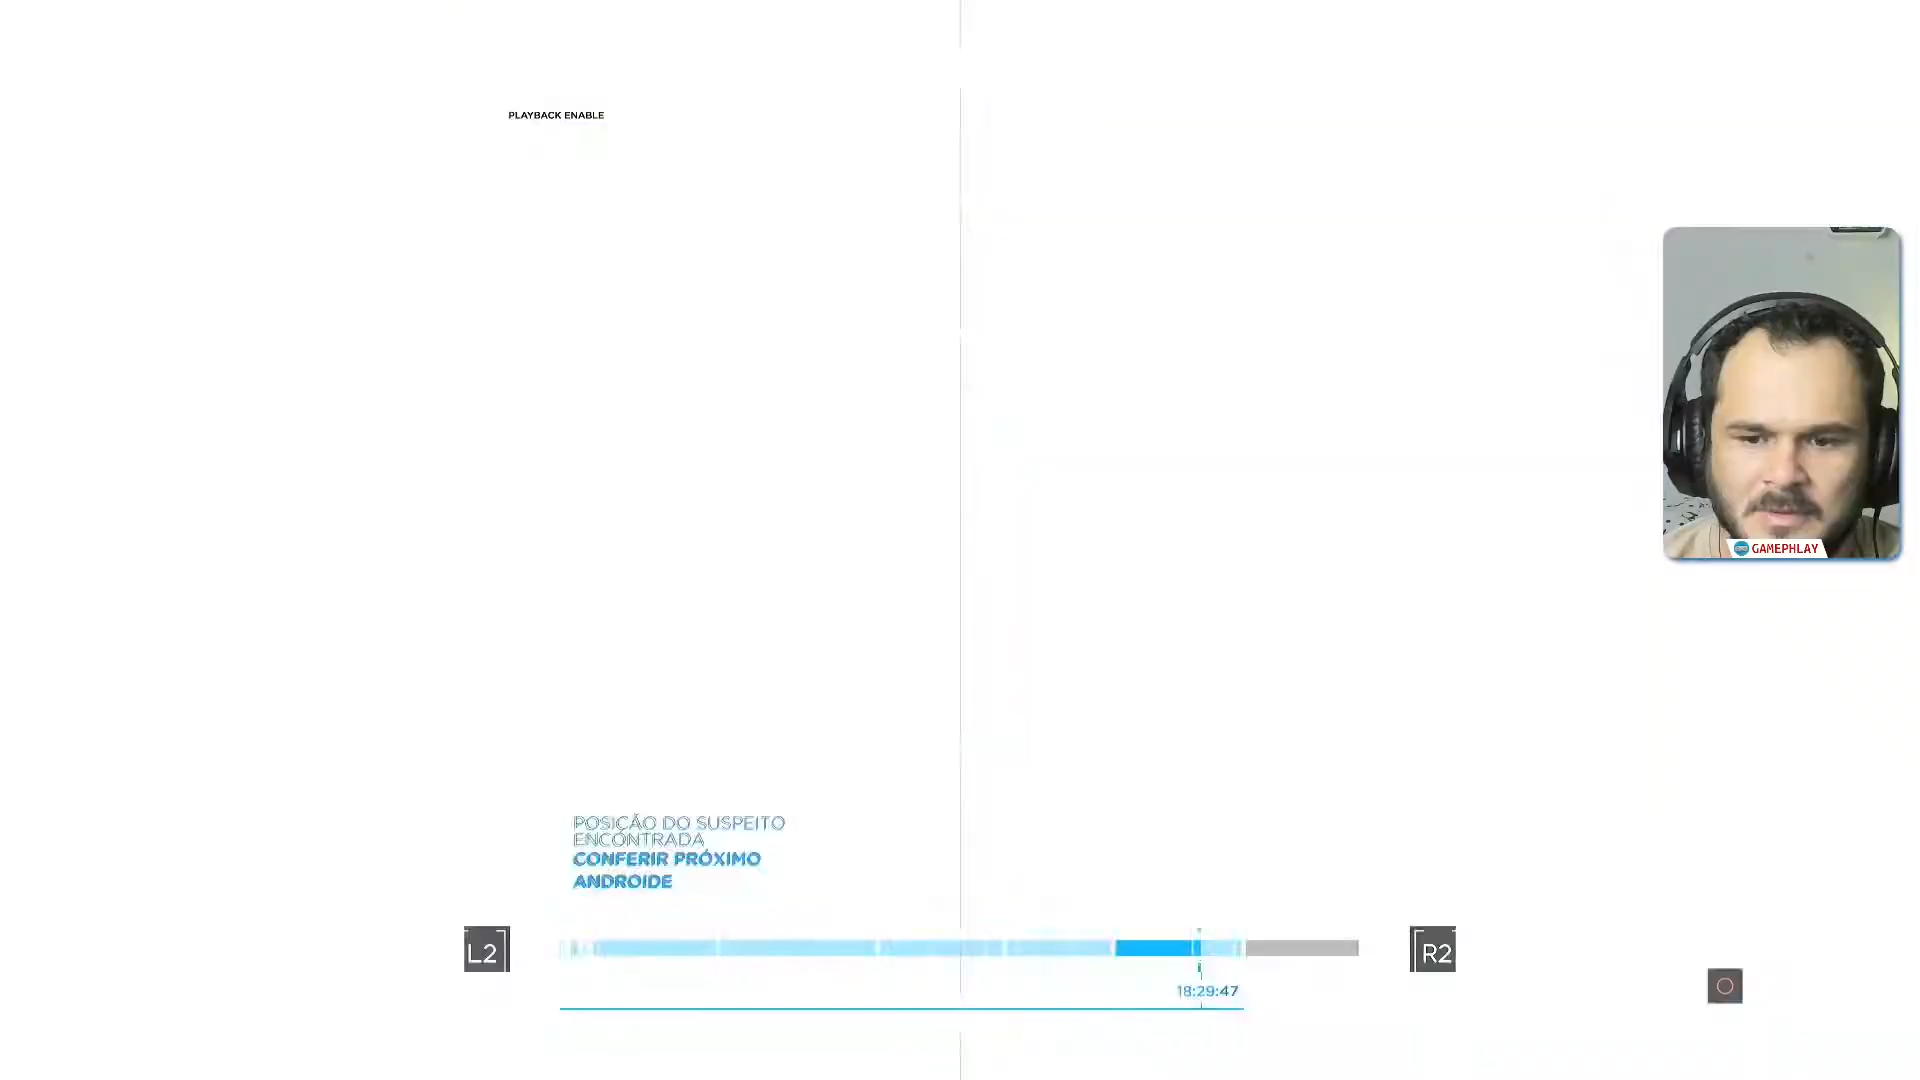 PLAYBACK ENABLE
POSIÇÃO DO SUSPEITO
ENCONTRADA
CONFERIR PRÓXIMO
ANDROIDE
L2
R2
18:29:47
GAMEPHLAY